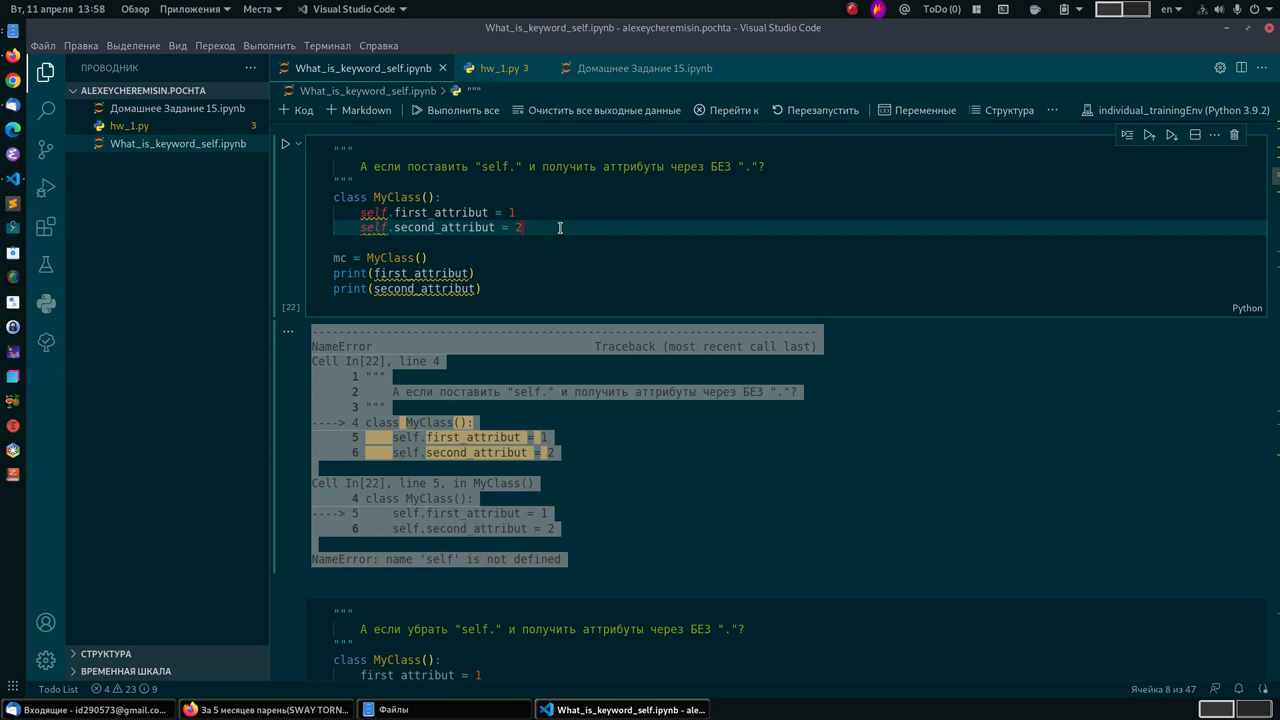 Вт, 11 апреля 13:58 Обзор Приложения Места Visual Studio Code ToDo (0) en
What_is_keyword_self.ipynb - alexeycheremisin.pochta - Visual Studio Code
Файл Правка Выделение Вид Переход Выполнить Терминал Справка
ПРОВОДНИК ··· What_is_keyword_self.ipynb hw_1.py 3 Домашнее Задание 15.ipynb
ALEXEYCHEREMISIN.POCHTA What_is_keyword_self.ipynb > """
Домашнее Задание 15.ipynb
hw_1.py 3
What_is_keyword_self.ipynb
+ Код + Markdown Выполнить все Очистить все выходные данные Перейти к Перезапустить Переменные Структура ··· individual_trainingEnv (Python 3.9.2)
"""
А если поставить "self." и получить аттрибуты через БЕЗ "."?
"""
class MyClass():
self.first_attribut = 1
self.second_attribut = 2
mc = MyClass()
print(first_attribut)
print(second_attribut)
[22] Python
---------------------------------------------------------------------------
NameError Traceback (most recent call last)
Cell In[22], line 4
1 """
2 А если поставить "self." и получить аттрибуты через БЕЗ "."?
3 """
----> 4 class MyClass():
5 self.first_attribut = 1
6 self.second_attribut = 2
Cell In[22], line 5, in MyClass()
4 class MyClass():
----> 5 self.first_attribut = 1
6 self.second_attribut = 2
NameError: name 'self' is not defined
"""
А если убрать "self." и получить аттрибуты через БЕЗ "."?
"""
class MyClass():
first attribut = 1
СТРУКТУРА
ВРЕМЕННАЯ ШКАЛА
Todo List 4 23 9 Ячейка 8 из 47
Входящие - id290573@gmail.co... За 5 месяцев парень(SWAY TORN... Файлы What_is_keyword_self.ipynb - ale...